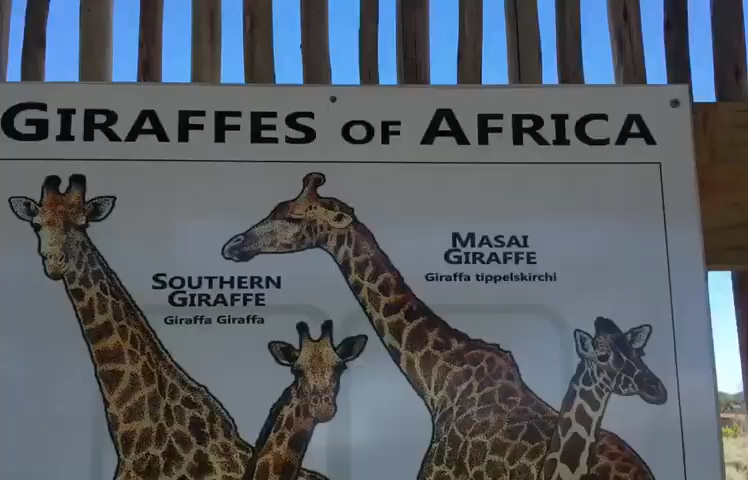 GIRAFFES OF AFRICA
MASAI
GIRAFFE
Giraffa tippelskirchi
SOUTHERN
GIRAFFE
Giraffa Giraffa